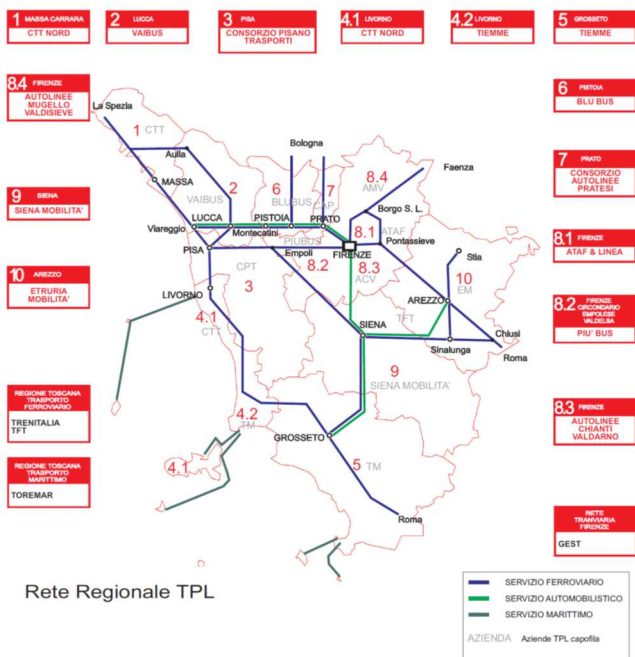 1 MASSA CARRARA
CTT NORD
2 LUCCA
VAIBUS
3 PISA
CONSORZIO PISANO
TRASPORTI
4.1 LIVORNO
CTT NORD
4.2 LIVORNO
TIEMME
5 GROSSETO
TIEMME
8.4 FIRENZE
AUTOLINEE
MUGELLO
VALDISIEVE
6 PISTOIA
BLU BUS
7 PRATO
CONSORZIO
AUTOLINEE
PRATESI
9 SIENA
SIENA MOBILITA'
8.1 FIRENZE
ATAF & LINEA
10 AREZZO
ETRURIA
MOBILITA'
8.2 FIRENZE
CIRCONDARIO
EMPOLESE
VALDELSA
PIU' BUS
REGIONE TOSCANA
TRASPORTO
FERROVIARIO
TRENITALIA
TFT
8.3 FIRENZE
AUTOLINEE
CHIANTI
VALDARNO
REGIONE TOSCANA
TRASPORTO
MARITTIMO
TOREMAR
RETE
TRANVIARIA
FIRENZE
GEST
La Spezia
1 CTT
Aulla
MASSA
Bologna
Faenza
8.4
AMV
VAIBUS
2
6
BLUBUS
7
CAP
Borgo S. L.
Viareggio
LUCCA
PISTOIA
PRATO
Montecatini
8.1
ATAF
PIUBUS
PISA
Empoli
FIRENZE
Pontassieve
Stia
CPT
3
8.2
8.3
ACV
10
EM
LIVORNO
AREZZO
4.1
CTT
SIENA
TFT
Sinalunga
Chiusi
Roma
9
SIENA MOBILITA'
4.2
TM
GROSSETO
4.1
5 TM
Roma
Rete Regionale TPL
SERVIZIO FERROVIARIO
SERVIZIO AUTOMOBILISTICO
SERVIZIO MARITTIMO
AZIENDA Aziende TPL capofila